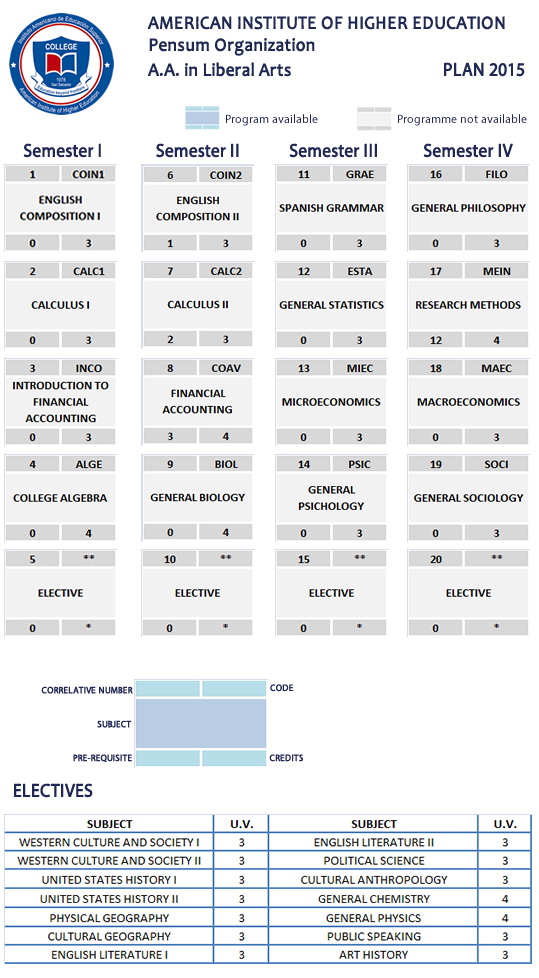 Instituto Americano de Educación Superior
COLLEGE
1978
San Salvador
Education beyond frontiers
American Institute of Higher Education
AMERICAN INSTITUTE OF HIGHER EDUCATION
Pensum Organization
A.A. in Liberal Arts PLAN 2015
Program available Programme not available
Semester I Semester II Semester III Semester IV
1 COIN1 6 COIN2 11 GRAE 16 FILO
ENGLISH COMPOSITION I ENGLISH COMPOSITION II SPANISH GRAMMAR GENERAL PHILOSOPHY
0 3 1 3 0 3 0 3
2 CALC1 7 CALC2 12 ESTA 17 MEIN
CALCULUS I CALCULUS II GENERAL STATISTICS RESEARCH METHODS
0 3 2 3 0 3 12 4
3 INCO 8 COAV 13 MIEC 18 MAEC
INTRODUCTION TO FINANCIAL ACCOUNTING FINANCIAL ACCOUNTING MICROECONOMICS MACROECONOMICS
0 3 3 4 0 3 0 3
4 ALGE 9 BIOL 14 PSIC 19 SOCI
COLLEGE ALGEBRA GENERAL BIOLOGY GENERAL PSICHOLOGY GENERAL SOCIOLOGY
0 4 0 4 0 3 0 3
5 ** 10 ** 15 ** 20 **
ELECTIVE ELECTIVE ELECTIVE ELECTIVE
0 * 0 * 0 * 0 *
CORRELATIVE NUMBER CODE
SUBJECT
PRE-REQUISITE CREDITS
ELECTIVES
SUBJECT U.V. SUBJECT U.V.
WESTERN CULTURE AND SOCIETY I 3 ENGLISH LITERATURE II 3
WESTERN CULTURE AND SOCIETY II 3 POLITICAL SCIENCE 3
UNITED STATES HISTORY I 3 CULTURAL ANTHROPOLOGY 3
UNITED STATES HISTORY II 3 GENERAL CHEMISTRY 4
PHYSICAL GEOGRAPHY 3 GENERAL PHYSICS 4
CULTURAL GEOGRAPHY 3 PUBLIC SPEAKING 3
ENGLISH LITERATURE I 3 ART HISTORY 3